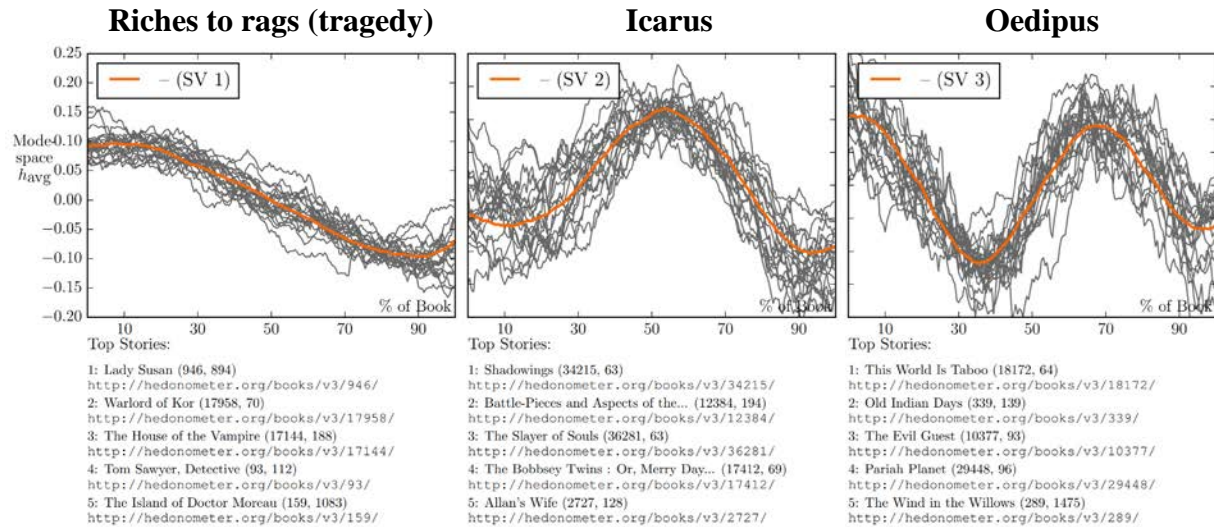 Riches to rags (tragedy)
Icarus
Oedipus
0.25
0.20
0.15
0.10
0.05
0.00
−0.05
−0.10
−0.15
−0.20
Mode
space
havg
– (SV 1)
% of Book
10 30 50 70 90
– (SV 2)
% of Book
10 30 50 70 90
– (SV 3)
% of Book
10 30 50 70 90
Top Stories:
1: Lady Susan (946, 894)
http://hedonometer.org/books/v3/946/
2: Warlord of Kor (17958, 70)
http://hedonometer.org/books/v3/17958/
3: The House of the Vampire (17144, 188)
http://hedonometer.org/books/v3/17144/
4: Tom Sawyer, Detective (93, 112)
http://hedonometer.org/books/v3/93/
5: The Island of Doctor Moreau (159, 1083)
http://hedonometer.org/books/v3/159/
Top Stories:
1: Shadowings (34215, 63)
http://hedonometer.org/books/v3/34215/
2: Battle-Pieces and Aspects of the... (12384, 194)
http://hedonometer.org/books/v3/12384/
3: The Slayer of Souls (36281, 63)
http://hedonometer.org/books/v3/36281/
4: The Bobbsey Twins : Or, Merry Day... (17412, 69)
http://hedonometer.org/books/v3/17412/
5: Allan's Wife (2727, 128)
http://hedonometer.org/books/v3/2727/
Top Stories:
1: This World Is Taboo (18172, 64)
http://hedonometer.org/books/v3/18172/
2: Old Indian Days (339, 139)
http://hedonometer.org/books/v3/339/
3: The Evil Guest (10377, 93)
http://hedonometer.org/books/v3/10377/
4: Pariah Planet (29448, 96)
http://hedonometer.org/books/v3/29448/
5: The Wind in the Willows (289, 1475)
http://hedonometer.org/books/v3/289/